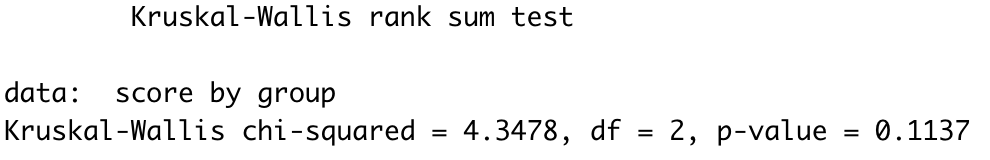 Kruskal-Wallis rank sum test
data:  score by group
Kruskal-Wallis chi-squared = 4.3478, df = 2, p-value = 0.1137